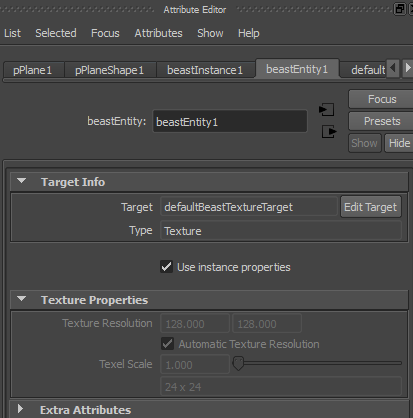 Attribute Editor
List Selected Focus Attributes Show Help
pPlane1 pPlaneShape1 beastInstance1 beastEntity1 default
Focus
beastEntity: beastEntity1 Presets
Show Hide
Target Info
Target defaultBeastTextureTarget Edit Target
Type Texture
Use instance properties
Texture Properties
Texture Resolution 128.000 128.000
Automatic Texture Resolution
Texel Scale 1.000
24 x 24
Extra Attributes